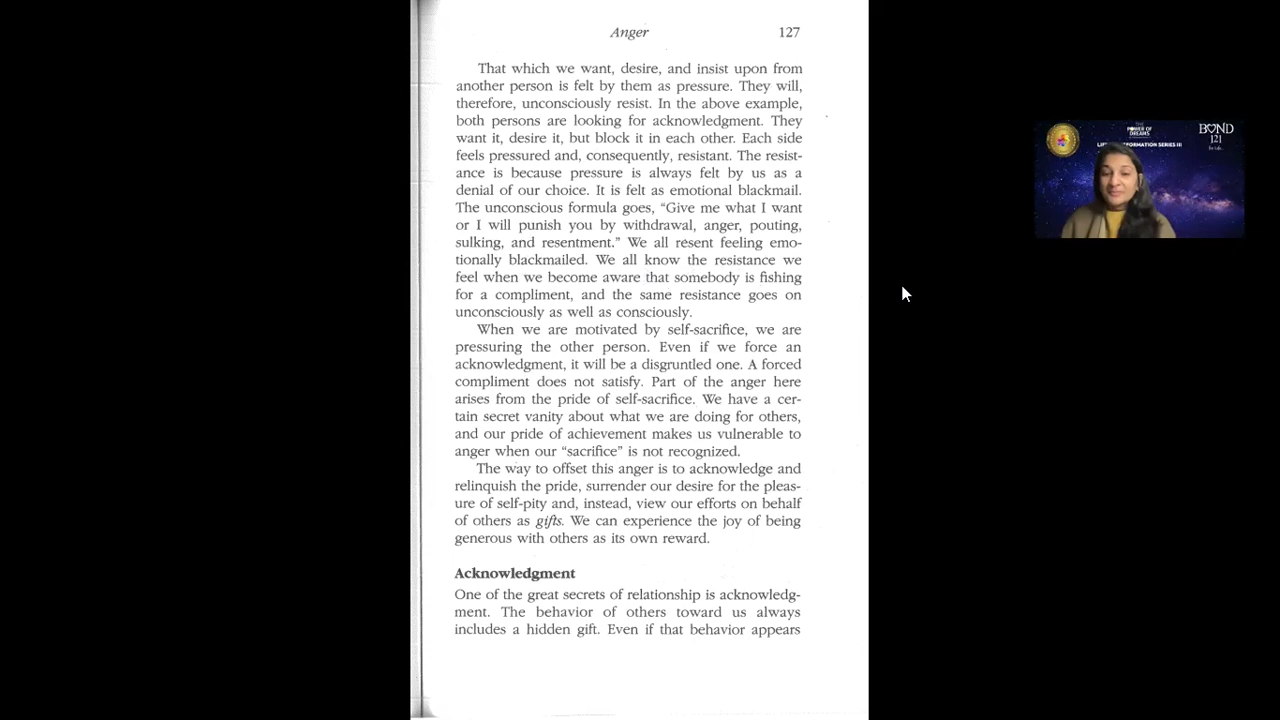 Anger 127
That which we want, desire, and insist upon from
another person is felt by them as pressure. They will,
therefore, unconsciously resist. In the above example,
both persons are looking for acknowledgment. They
want it, desire it, but block it in each other. Each side
feels pressured and, consequently, resistant. The resist-
ance is because pressure is always felt by us as a
denial of our choice. It is felt as emotional blackmail.
The unconscious formula goes, “Give me what I want
or I will punish you by withdrawal, anger, pouting,
sulking, and resentment.” We all resent feeling emo-
tionally blackmailed. We all know the resistance we
feel when we become aware that somebody is fishing
for a compliment, and the same resistance goes on
unconsciously as well as consciously.
When we are motivated by self-sacrifice, we are
pressuring the other person. Even if we force an
acknowledgment, it will be a disgruntled one. A forced
compliment does not satisfy. Part of the anger here
arises from the pride of self-sacrifice. We have a cer-
tain secret vanity about what we are doing for others,
and our pride of achievement makes us vulnerable to
anger when our “sacrifice” is not recognized.
The way to offset this anger is to acknowledge and
relinquish the pride, surrender our desire for the pleas-
ure of self-pity and, instead, view our efforts on behalf
of others as gifts. We can experience the joy of being
generous with others as its own reward.
Acknowledgment
One of the great secrets of relationship is acknowledg-
ment. The behavior of others toward us always
includes a hidden gift. Even if that behavior appears
THE
POWER OF
DREAMS
BOND
121
SERIES III